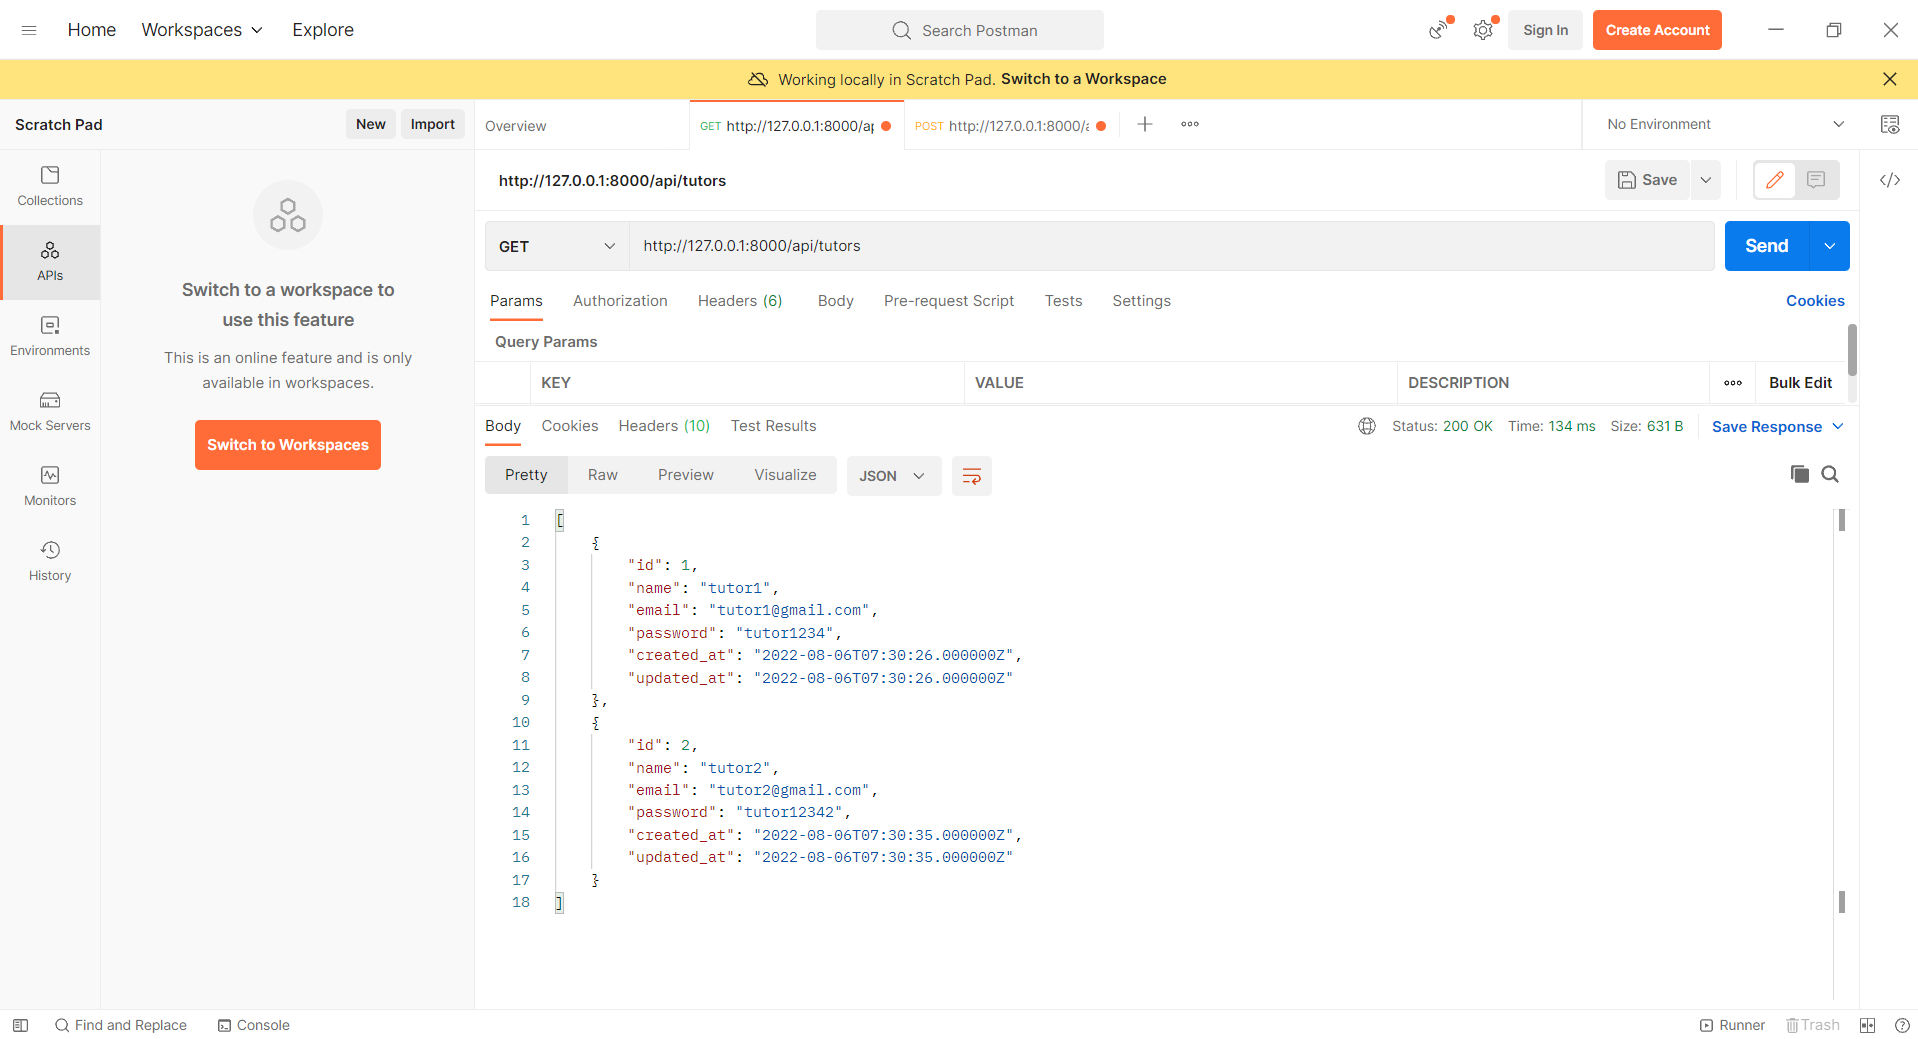 Home Workspaces Explore Search Postman Sign In Create Account
Working locally in Scratch Pad. Switch to a Workspace
Scratch Pad New Import Overview GET http://127.0.0.1:8000/ap POST http://127.0.0.1:8000/a No Environment
http://127.0.0.1:8000/api/tutors Save
Collections
APIs
Environments
Mock Servers
Monitors
History
Switch to a workspace to
use this feature
This is an online feature and is only
available in workspaces.
Switch to Workspaces
GET http://127.0.0.1:8000/api/tutors Send
Params Authorization Headers (6) Body Pre-request Script Tests Settings Cookies
Query Params
KEY VALUE DESCRIPTION Bulk Edit
Body Cookies Headers (10) Test Results Status: 200 OK Time: 134 ms Size: 631 B Save Response
Pretty Raw Preview Visualize JSON
1 [
2 {
3 "id": 1,
4 "name": "tutor1",
5 "email": "tutor1@gmail.com",
6 "password": "tutor1234",
7 "created_at": "2022-08-06T07:30:26.000000Z",
8 "updated_at": "2022-08-06T07:30:26.000000Z"
9 },
10 {
11 "id": 2,
12 "name": "tutor2",
13 "email": "tutor2@gmail.com",
14 "password": "tutor12342",
15 "created_at": "2022-08-06T07:30:35.000000Z",
16 "updated_at": "2022-08-06T07:30:35.000000Z"
17 }
18 ]
Find and Replace Console Runner Trash